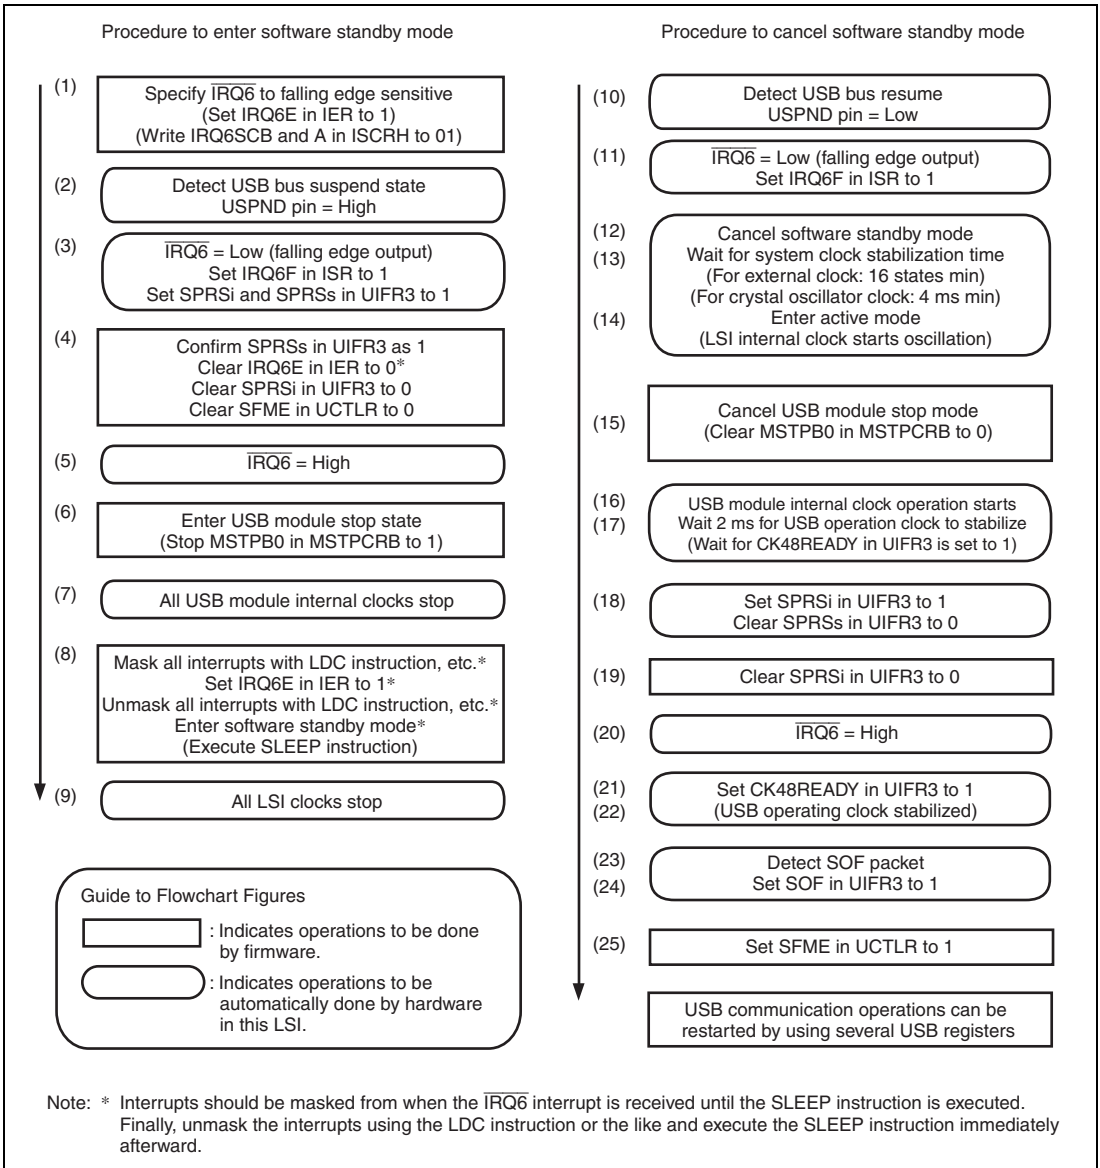 Procedure to enter software standby mode
(1)
Specify IRQ6 to falling edge sensitive
(Set IRQ6E in IER to 1)
(Write IRQ6SCB and A in ISCRH to 01)
(2)
Detect USB bus suspend state
USPND pin = High
(3)
IRQ6 = Low (falling edge output)
Set IRQ6F in ISR to 1
Set SPRSi and SPRSs in UIFR3 to 1
(4)
Confirm SPRSs in UIFR3 as 1
Clear IRQ6E in IER to 0*
Clear SPRSi in UIFR3 to 0
Clear SFME in UCTLR to 0
(5)
IRQ6 = High
(6)
Enter USB module stop state
(Stop MSTPB0 in MSTPCRB to 1)
(7)
All USB module internal clocks stop
(8)
Mask all interrupts with LDC instruction, etc.*
Set IRQ6E in IER to 1*
Unmask all interrupts with LDC instruction, etc.*
Enter software standby mode*
(Execute SLEEP instruction)
(9)
All LSI clocks stop
Guide to Flowchart Figures
: Indicates operations to be done
by firmware.
: Indicates operations to be
automatically done by hardware
in this LSI.
Procedure to cancel software standby mode
(10)
Detect USB bus resume
USPND pin = Low
(11)
IRQ6 = Low (falling edge output)
Set IRQ6F in ISR to 1
(12)
Cancel software standby mode
(13)
Wait for system clock stabilization time
(For external clock: 16 states min)
(For crystal oscillator clock: 4 ms min)
(14)
Enter active mode
(LSI internal clock starts oscillation)
(15)
Cancel USB module stop mode
(Clear MSTPB0 in MSTPCRB to 0)
(16)
USB module internal clock operation starts
(17)
Wait 2 ms for USB operation clock to stabilize
(Wait for CK48READY in UIFR3 is set to 1)
(18)
Set SPRSi in UIFR3 to 1
Clear SPRSs in UIFR3 to 0
(19)
Clear SPRSi in UIFR3 to 0
(20)
IRQ6 = High
(21)
Set CK48READY in UIFR3 to 1
(22)
(USB operating clock stabilized)
(23)
Detect SOF packet
(24)
Set SOF in UIFR3 to 1
(25)
Set SFME in UCTLR to 1
USB communication operations can be
restarted by using several USB registers
Note: * Interrupts should be masked from when the IRQ6 interrupt is received until the SLEEP instruction is executed.
Finally, unmask the interrupts using the LDC instruction or the like and execute the SLEEP instruction immediately
afterward.